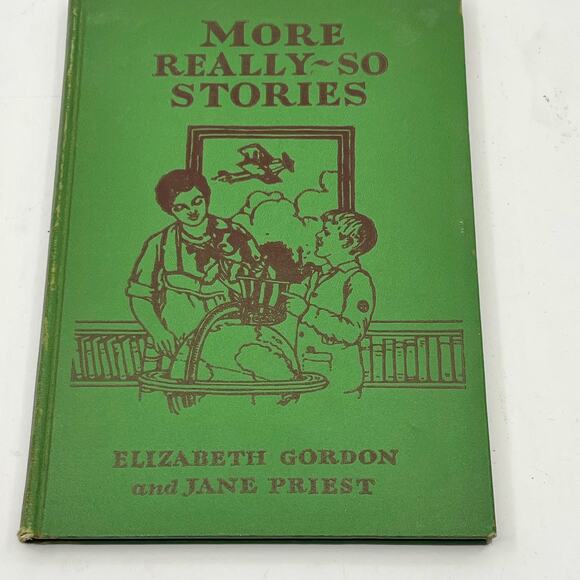 MORE
REALLY~SO
STORIES
ELIZABETH GORDON
and JANE PRIEST